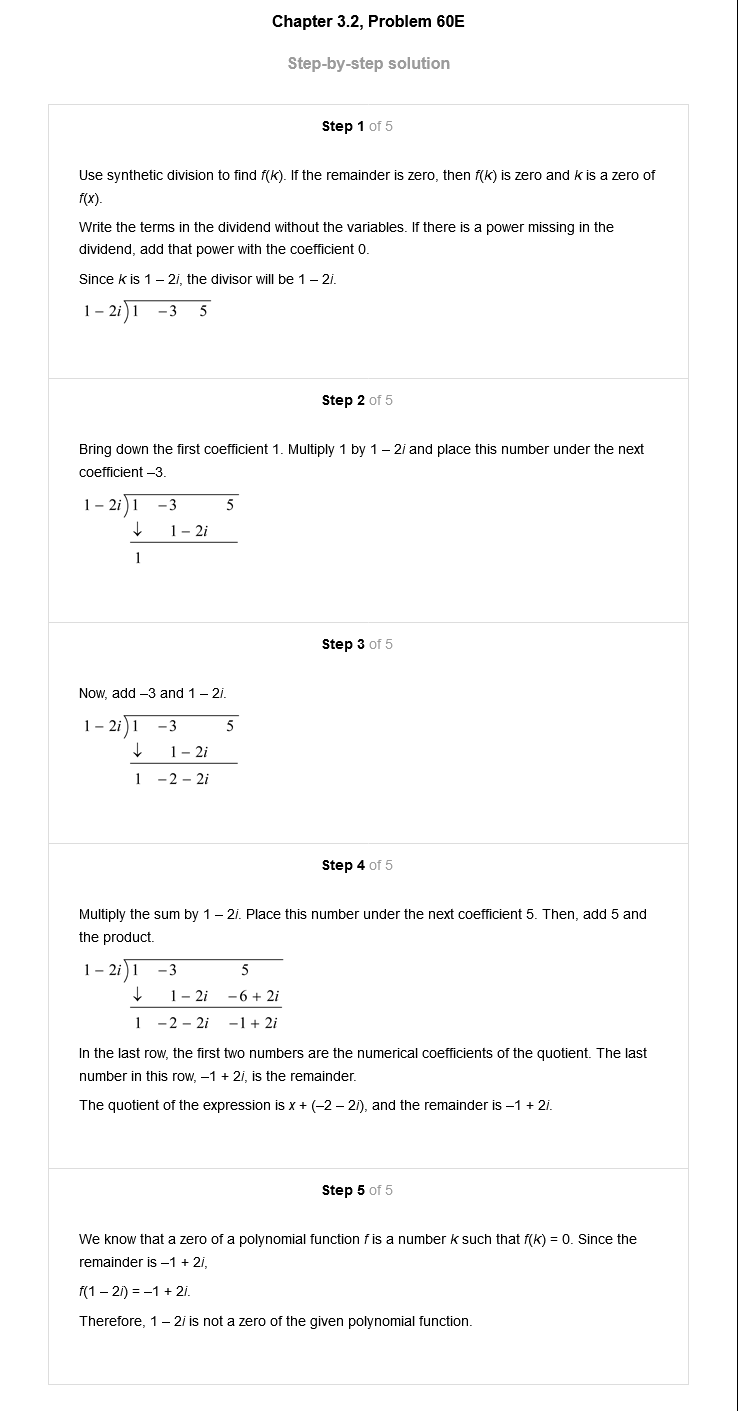 Chapter 3.2, Problem 60E
Step-by-step solution
Step 1 of 5
Use synthetic division to find f(k). If the remainder is zero, then f(k) is zero and k is a zero of
f(x).
Write the terms in the dividend without the variables. If there is a power missing in the
dividend, add that power with the coefficient 0.
Since k is 1 – 2i, the divisor will be 1 – 2i.
1 – 2i)1 –3 5
Step 2 of 5
Bring down the first coefficient 1. Multiply 1 by 1 – 2i and place this number under the next
coefficient –3.
1 – 2i)1 –3 5
↓ 1 – 2i
1
Step 3 of 5
Now, add –3 and 1 – 2i.
1 – 2i)1 –3 5
↓ 1 – 2i
1 –2 – 2i
Step 4 of 5
Multiply the sum by 1 – 2i. Place this number under the next coefficient 5. Then, add 5 and
the product.
1 – 2i)1 –3 5
↓ 1 – 2i –6 + 2i
1 –2 – 2i –1 + 2i
In the last row, the first two numbers are the numerical coefficients of the quotient. The last
number in this row, –1 + 2i, is the remainder.
The quotient of the expression is x + (–2 – 2i), and the remainder is –1 + 2i.
Step 5 of 5
We know that a zero of a polynomial function f is a number k such that f(k) = 0. Since the
remainder is –1 + 2i,
f(1 – 2i) = –1 + 2i.
Therefore, 1 – 2i is not a zero of the given polynomial function.